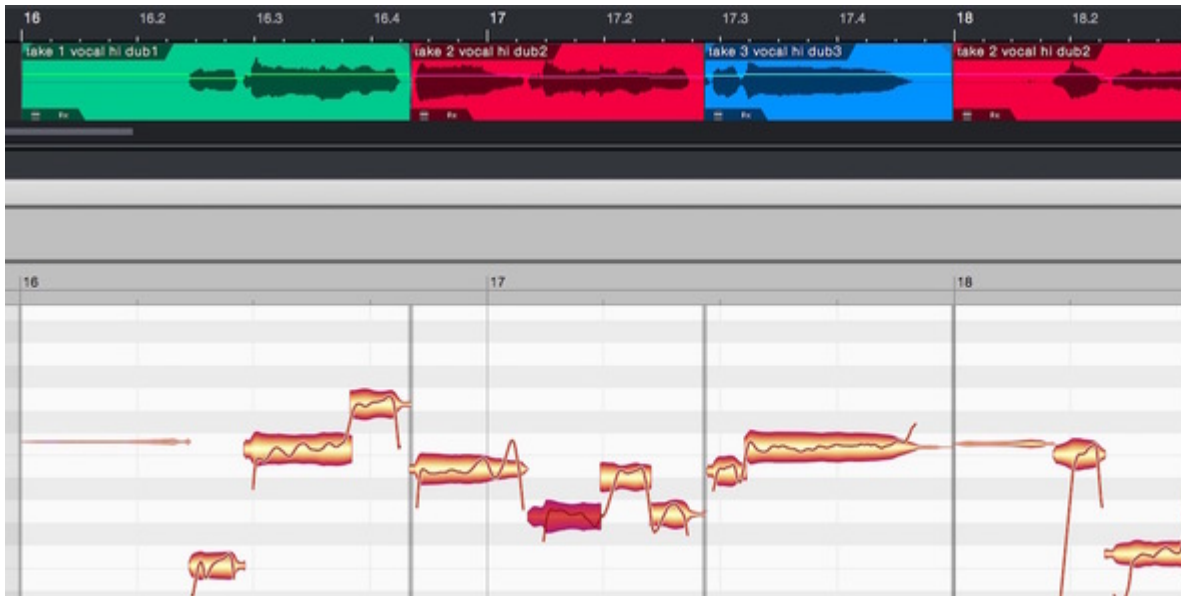 16 16.2 16.3 16.4 17 17.2 17.3 17.4 18 18.2
take 1 vocal hi dub1 take 2 vocal hi dub2 take 3 vocal hi dub3 take 2 vocal hi dub2
16 17 18